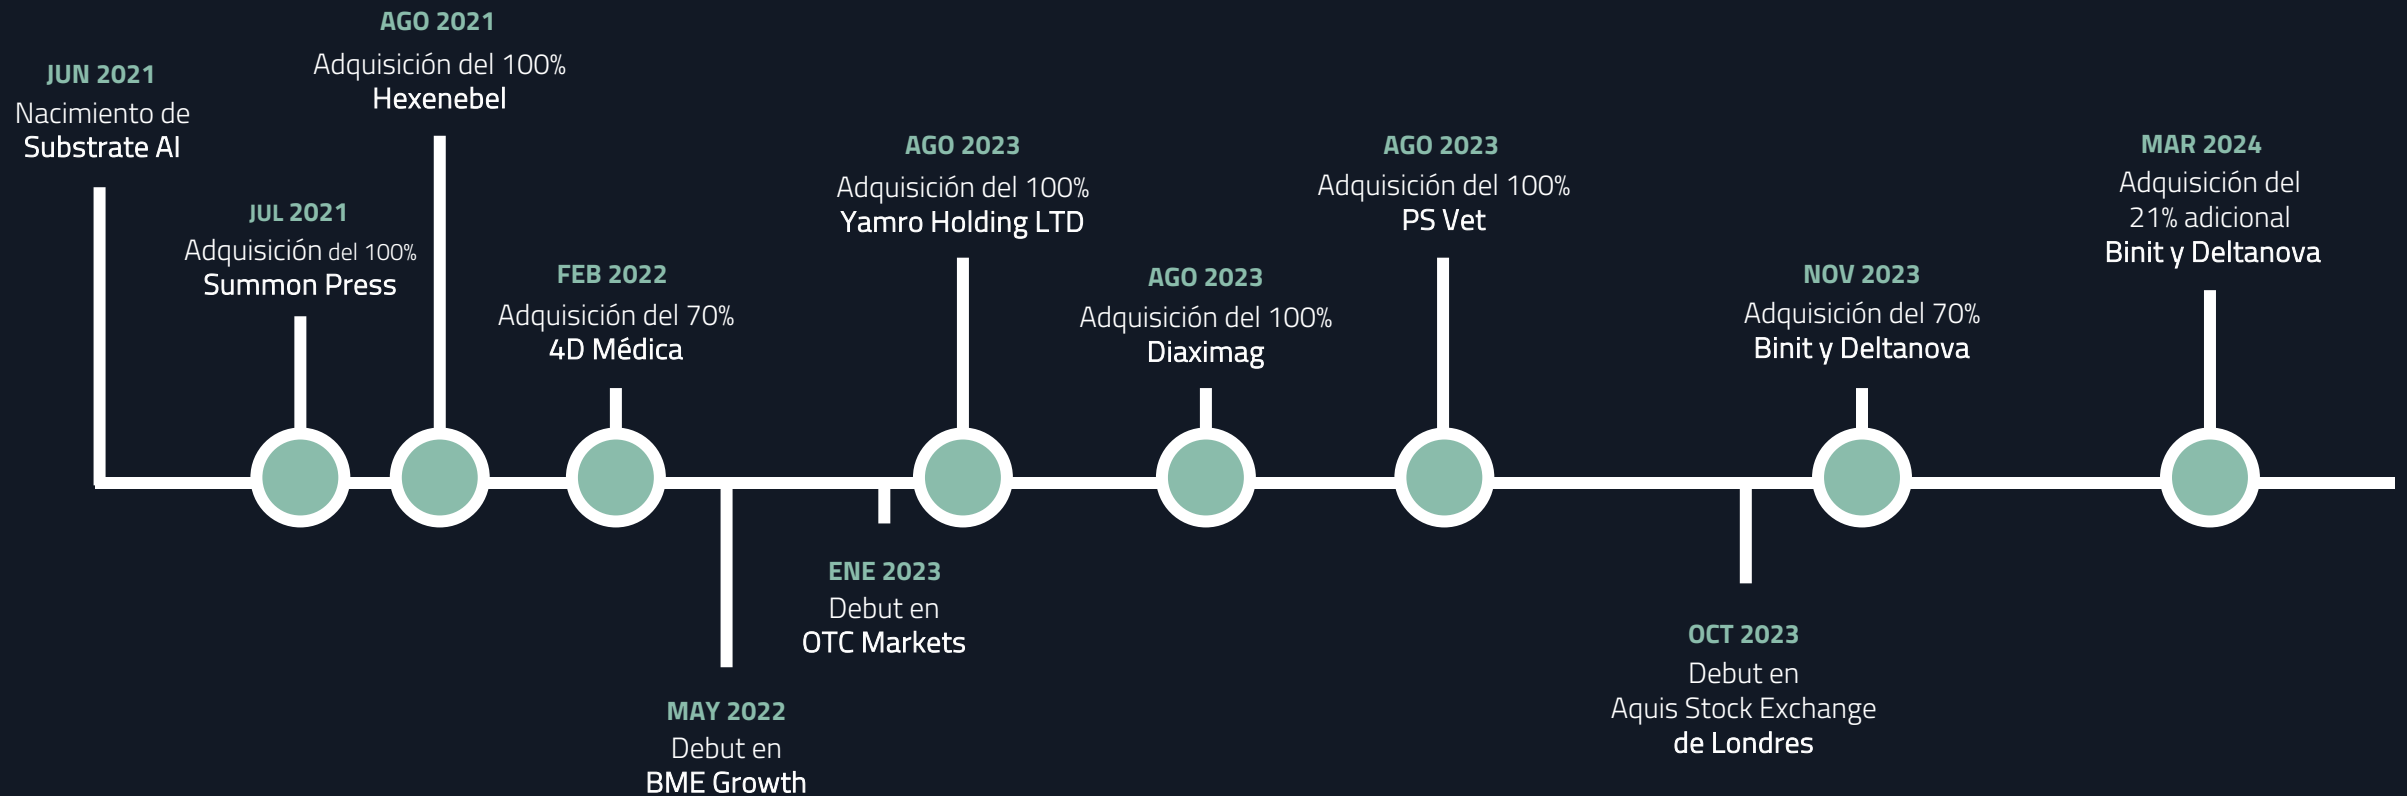 JUN 2021
Nacimiento de
Substrate AI
JUL 2021
Adquisición del 100%
Summon Press
AGO 2021
Adquisición del 100%
Hexenebel
FEB 2022
Adquisición del 70%
4D Médica
MAY 2022
Debut en
BME Growth
ENE 2023
Debut en
OTC Markets
AGO 2023
Adquisición del 100%
Yamro Holding LTD
AGO 2023
Adquisición del 100%
Diaximag
AGO 2023
Adquisición del 100%
PS Vet
OCT 2023
Debut en
Aquis Stock Exchange
de Londres
NOV 2023
Adquisición del 70%
Binit y Deltanova
MAR 2024
Adquisición del
21% adicional
Binit y Deltanova